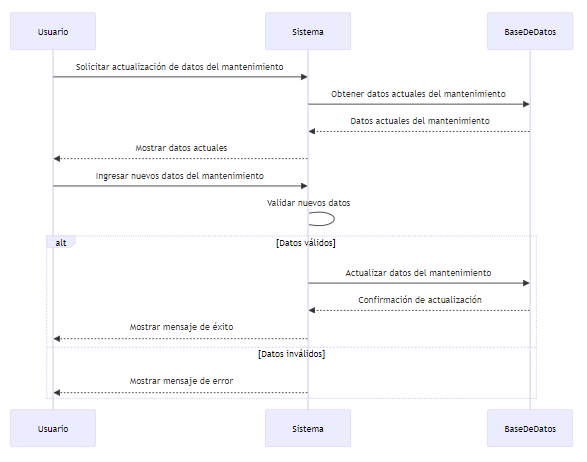 Usuario
Sistema
BaseDeDatos
Solicitar actualización de datos del mantenimiento
Obtener datos actuales del mantenimiento
Datos actuales del mantenimiento
Mostrar datos actuales
Ingresar nuevos datos del mantenimiento
Validar nuevos datos
alt
[Datos válidos]
Actualizar datos del mantenimiento
Confirmación de actualización
Mostrar mensaje de éxito
[Datos inválidos]
Mostrar mensaje de error
Usuario
Sistema
BaseDeDatos